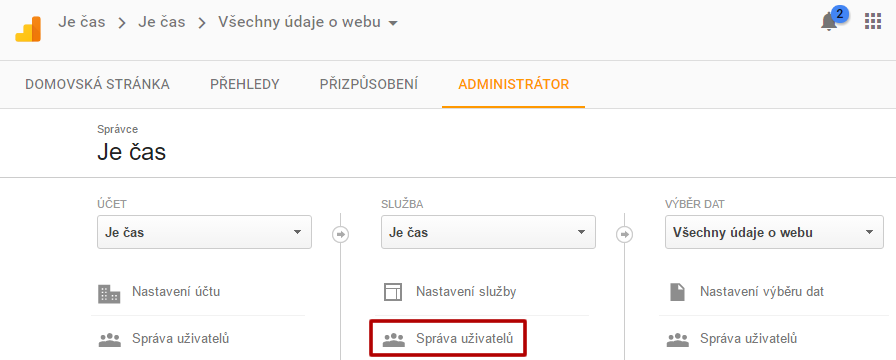 Je čas > Je čas > Všechny údaje o webu
2
DOMOVSKÁ STRÁNKA PŘEHLEDY PŘIZPŮSOBENÍ ADMINISTRÁTOR
Správce
Je čas
ÚČET SLUŽBA VÝBĚR DAT
Je čas Je čas Všechny údaje o webu
Nastavení účtu Nastavení služby Nastavení výběru dat
Správa uživatelů Správa uživatelů Správa uživatelů